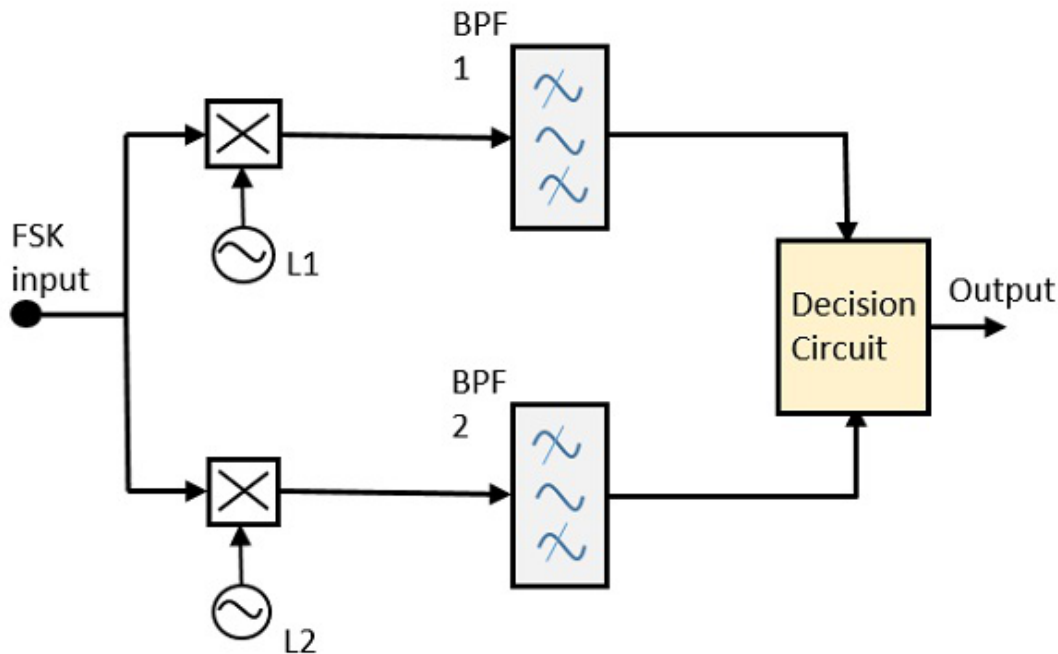 BPF
1
FSK
input
L1
Decision
Circuit
Output
BPF
2
L2